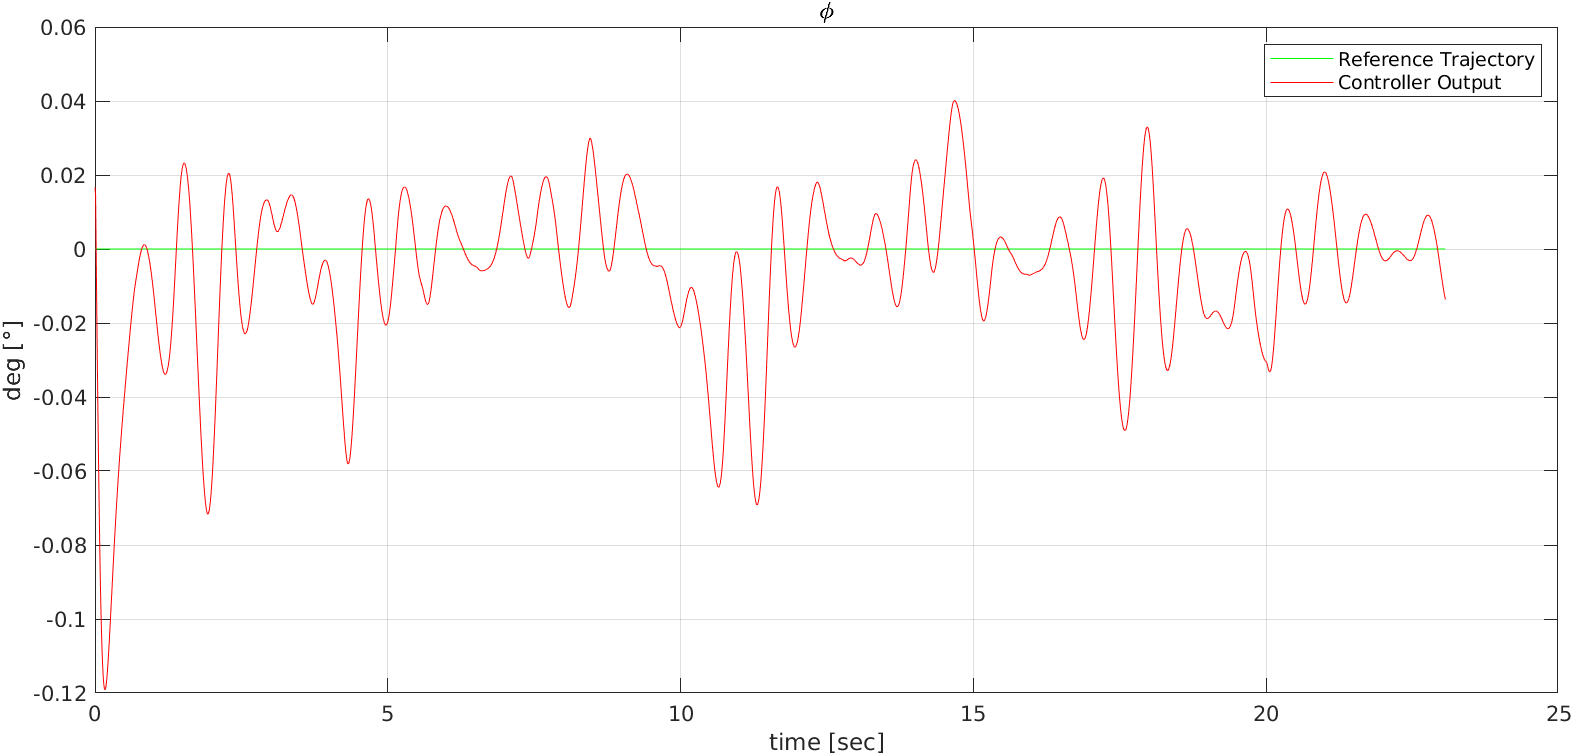 ϕ
0.06
0.04
0.02
0
-0.02
-0.04
-0.06
-0.08
-0.1
-0.12
deg [°]
Reference Trajectory
Controller Output
0 5 10 15 20 25
time [sec]